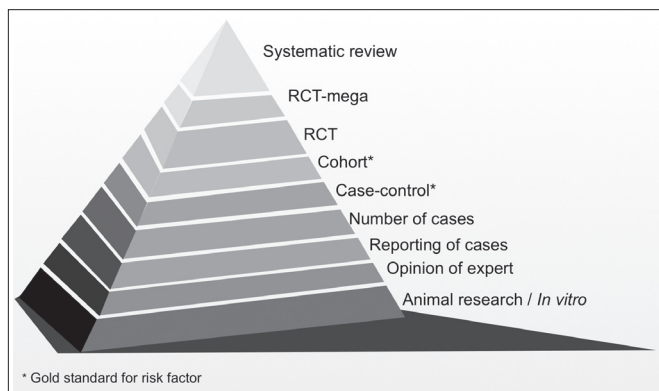 Systematic review
RCT-mega
RCT
Cohort*
Case-control*
Number of cases
Reporting of cases
Opinion of expert
Animal research / In vitro
* Gold standard for risk factor